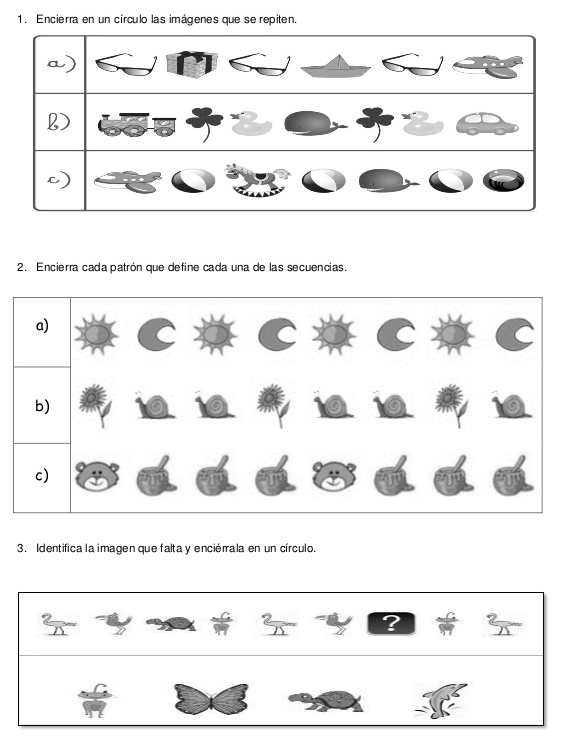 1. Encierra en un círculo las imágenes que se repiten.
a)
b)
c)
2. Encierra cada patrón que define cada una de las secuencias.
a)
b)
c)
3. Identifica la imagen que falta y enciérrala en un círculo.
?